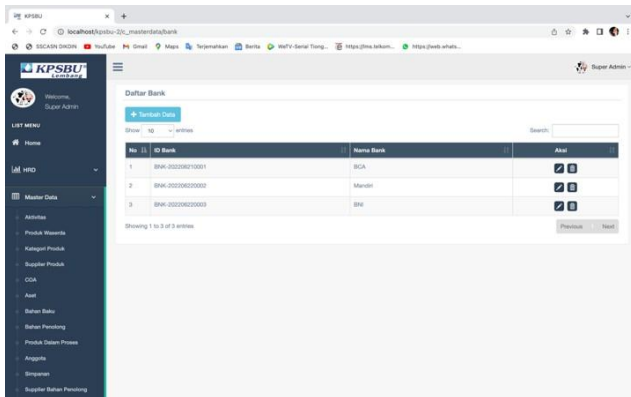 KPSBU
localhost/kpsbu-2/c_masterdata/bank
SSCASN DIKDIN YouTube Gmail Maps Terjemahkan Berita WeTV-Serial Tiong... https://lms.telkom... https://web.whats...
KPSBU
Lembang
Super Admin
Welcome,
Super Admin
LIST MENU
Home
HRD
Master Data
Aktivitas
Produk Waserda
Kategori Produk
Supplier Produk
COA
Aset
Bahan Baku
Bahan Penolong
Produk Dalam Proses
Anggota
Simpanan
Supplier Bahan Penolong
Daftar Bank
+ Tambah Data
Show 10 entries
Search:
No ID Bank Nama Bank Aksi
1 BNK-202206210001 BCA
2 BNK-202206220002 Mandiri
3 BNK-202206220003 BNI
Showing 1 to 3 of 3 entries
Previous 1 Next